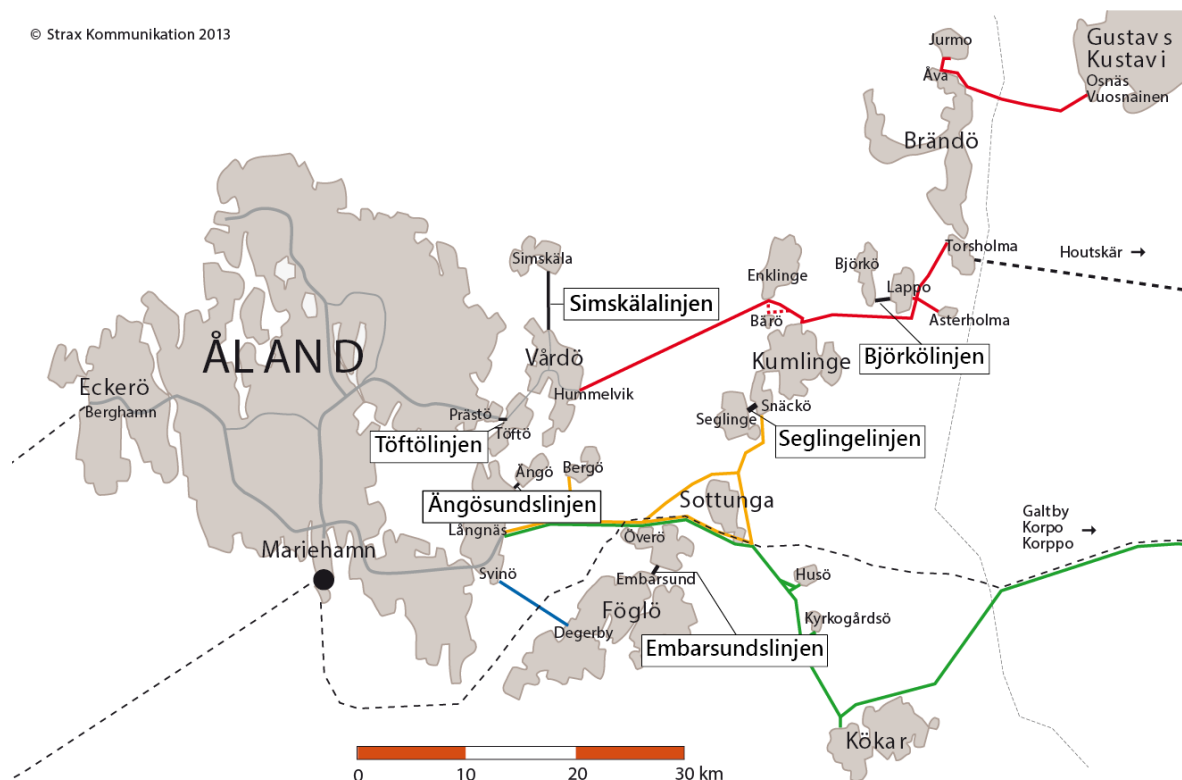 © Strax Kommunikation 2013
Jurmo
Gustavs
Kustavi
Åva
Osnäs
Vuosnainen
Brändö
Torsholma
Houtskär →
Simskäla
Enklinge
Björkö
Lappo
Simskälalinjen
Bärö
Asterholma
ÅLAND
Vårdö
Kumlinge
Björkölinjen
Eckerö
Berghamn
Hummelvik
Prästö
Töftö
Snäckö
Seglinge
Töftölinjen
Seglingelinjen
Ängö
Bergö
Ängösundslinjen
Sottunga
Långnäs
Galtby
Korpo →
Korppo
Mariehamn
Överö
Svinö
Embarsund
Husö
Föglö
Degerby
Kyrkogårdsö
Embarsundslinjen
Kökar
0 10 20 30 km